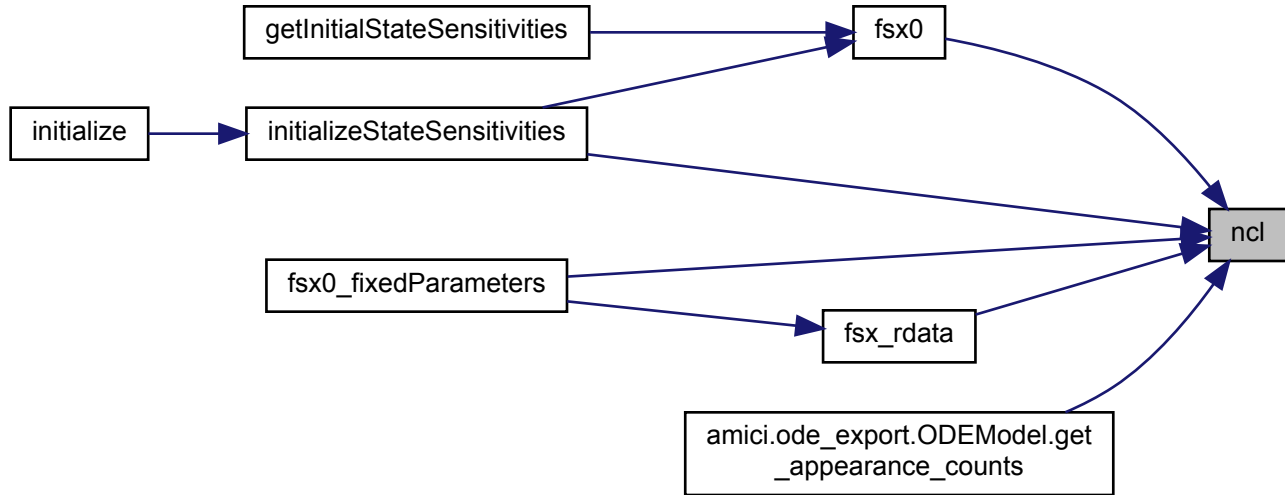 getInitialStateSensitivities
fsx0
initialize
initializeStateSensitivities
ncl
fsx0_fixedParameters
fsx_rdata
amici.ode_export.ODEModel.get
_appearance_counts